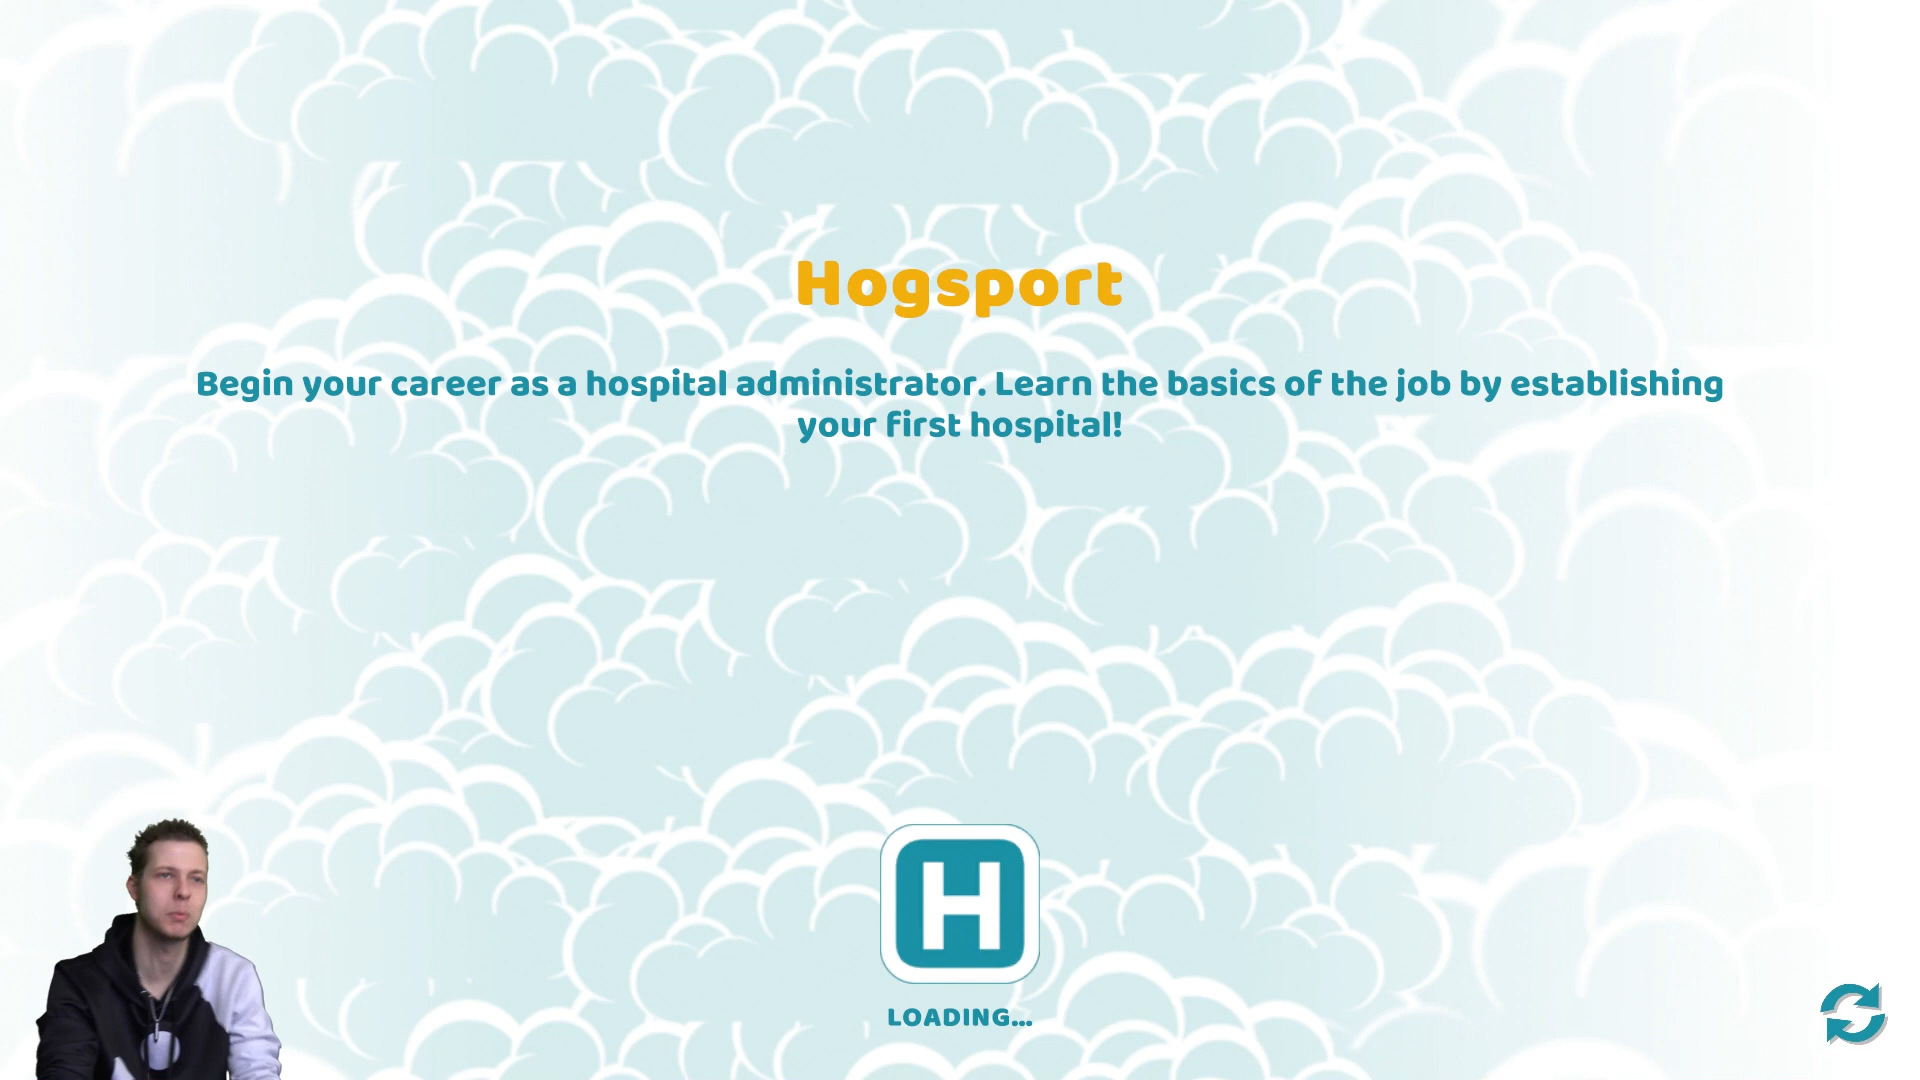 Hogsport
Begin your career as a hospital administrator. Learn the basics of the job by establishing
your first hospital!
H
LOADING...